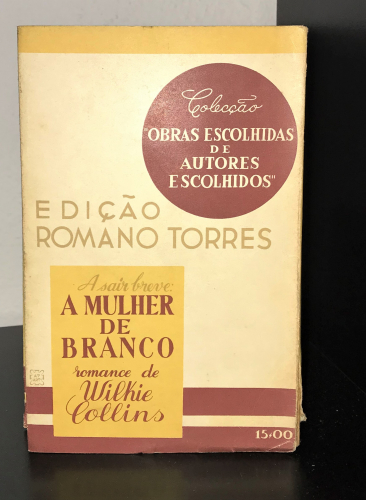 Colecção
"OBRAS ESCOLHIDAS
DE
AUTORES
ESCOLHIDOS"
EDIÇÃO
ROMANO TORRES
A sair breve:
A MULHER
DE
BRANCO
romance de
Wilkie
Collins
15$00